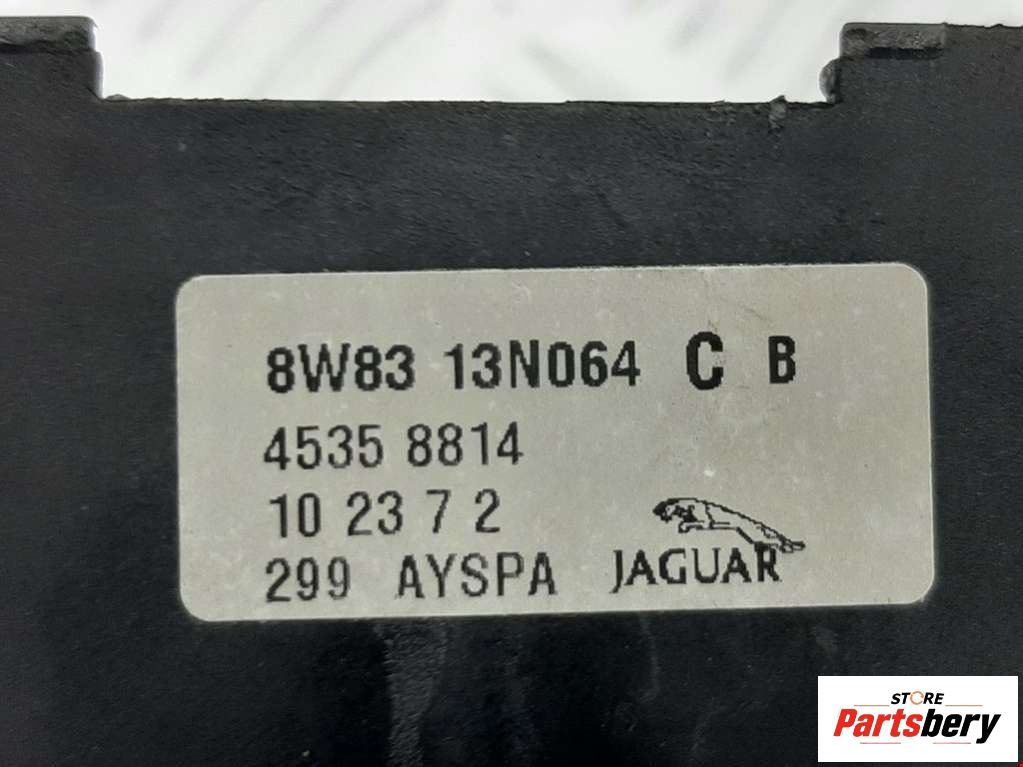 8W83 13N064 C B
4535 8814
10 23 7 2
299 AYSPA JAGUAR
STORE
Partsbery